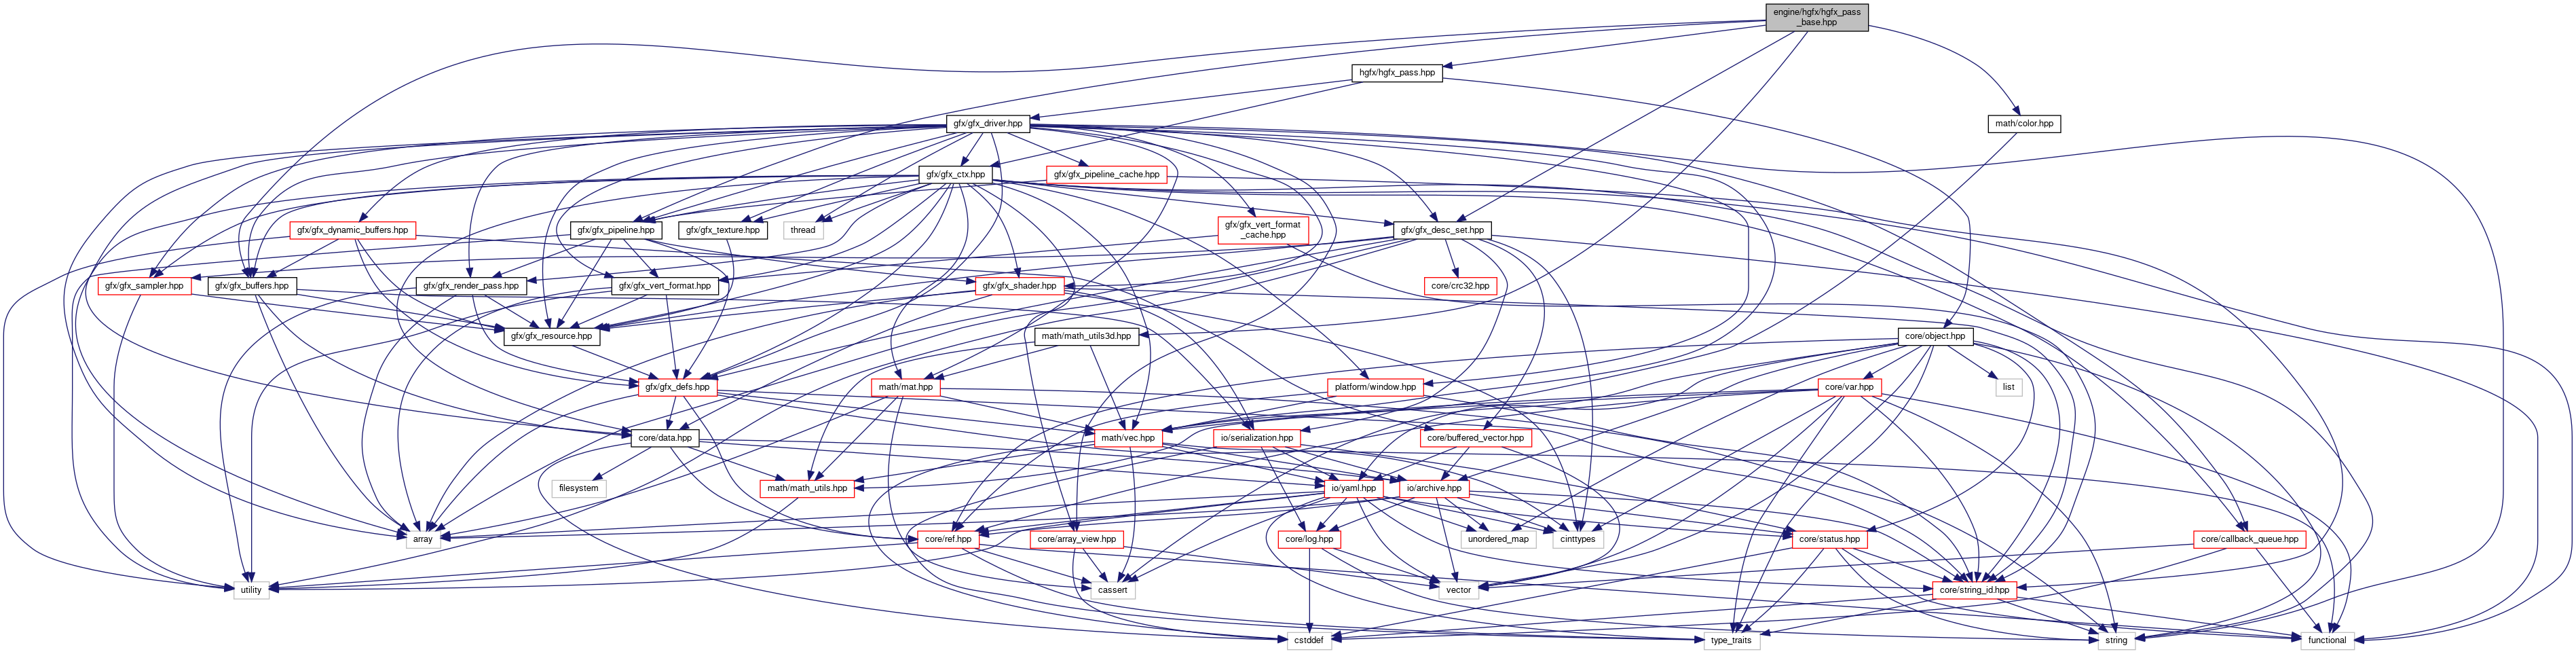 engine/hgfx/hgfx_pass
_base.hpp
hgfx/hgfx_pass.hpp
gfx/gfx_driver.hpp
math/color.hpp
gfx/gfx_ctx.hpp
gfx/gfx_pipeline_cache.hpp
gfx/gfx_dynamic_buffers.hpp
gfx/gfx_pipeline.hpp
gfx/gfx_texture.hpp
thread
gfx/gfx_vert_format
_cache.hpp
gfx/gfx_desc_set.hpp
gfx/gfx_sampler.hpp
gfx/gfx_buffers.hpp
gfx/gfx_render_pass.hpp
gfx/gfx_vert_format.hpp
gfx/gfx_shader.hpp
core/crc32.hpp
gfx/gfx_resource.hpp
math/math_utils3d.hpp
core/object.hpp
gfx/gfx_defs.hpp
math/mat.hpp
platform/window.hpp
core/var.hpp
list
core/data.hpp
math/vec.hpp
io/serialization.hpp
core/buffered_vector.hpp
filesystem
math/math_utils.hpp
io/yaml.hpp
io/archive.hpp
array
core/ref.hpp
core/array_view.hpp
core/log.hpp
unordered_map
cinttypes
core/status.hpp
core/callback_queue.hpp
utility
cassert
vector
core/string_id.hpp
cstddef
type_traits
string
functional